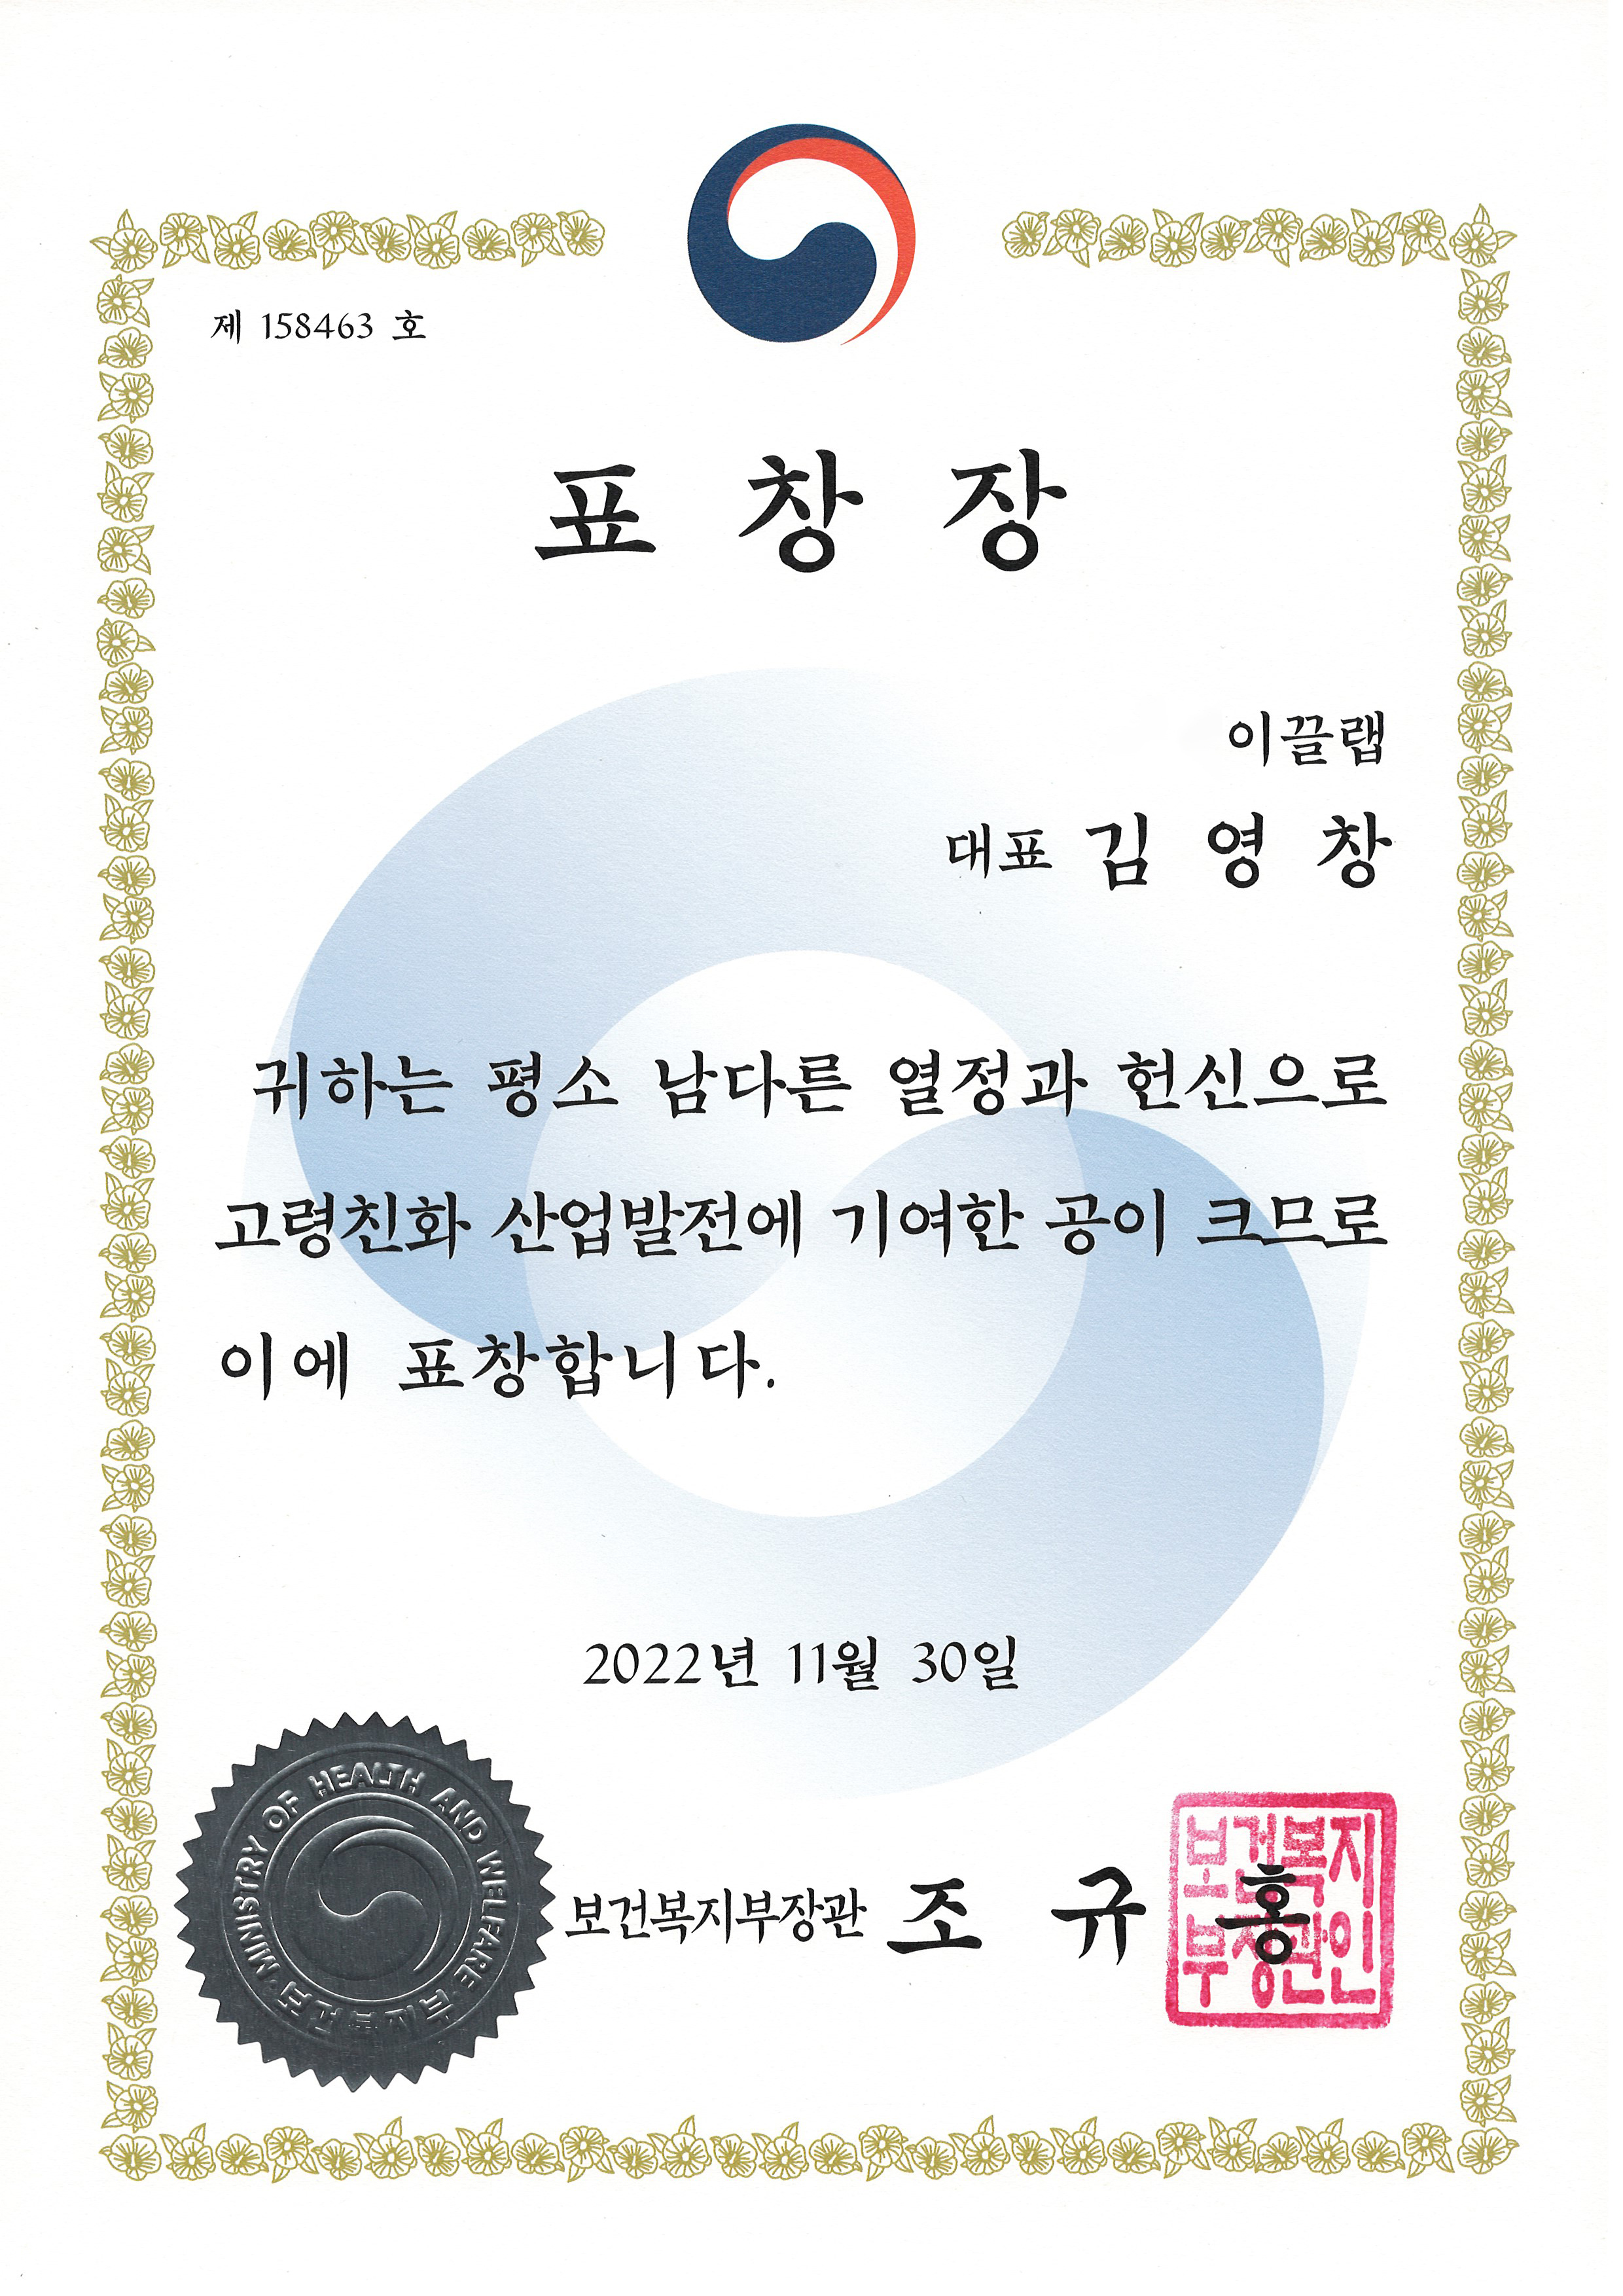 제 158463 호
표 창 장
이끌랩
대표 김 영 창
귀하는 평소 남다른 열정과 헌신으로
고령친화 산업발전에 기여한 공이 크므로
이에 표창합니다.
2022년 11월 30일
MINISTRY OF HEALTH AND WELFARE
보건복지부
보건복지부장관 조 규 홍
보건복지
부장관인